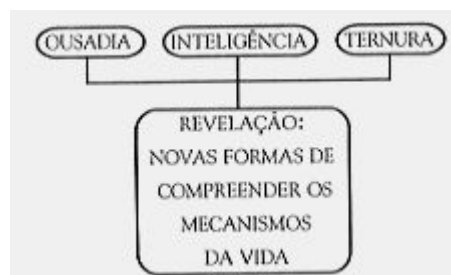 OUSADIA INTELIGÊNCIA TERNURA
REVELAÇÃO:
NOVAS FORMAS DE
COMPREENDER OS
MECANISMOS
DA VIDA